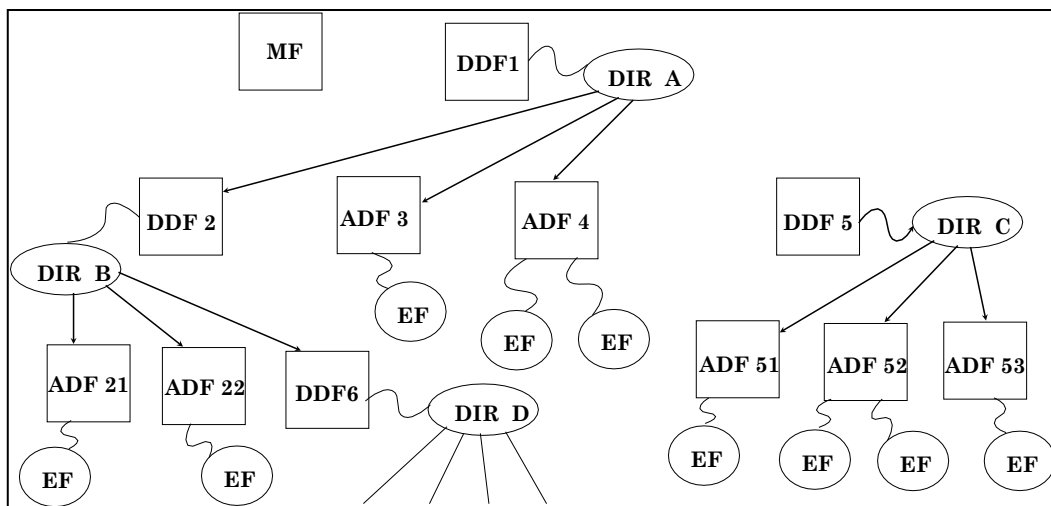 MF
DDF1
DIR A
DDF 2
ADF 3
ADF 4
DDF 5
DIR C
DIR B
EF
EF
EF
ADF 21
ADF 22
DDF6
DIR D
ADF 51
ADF 52
ADF 53
EF
EF
EF
EF
EF
EF